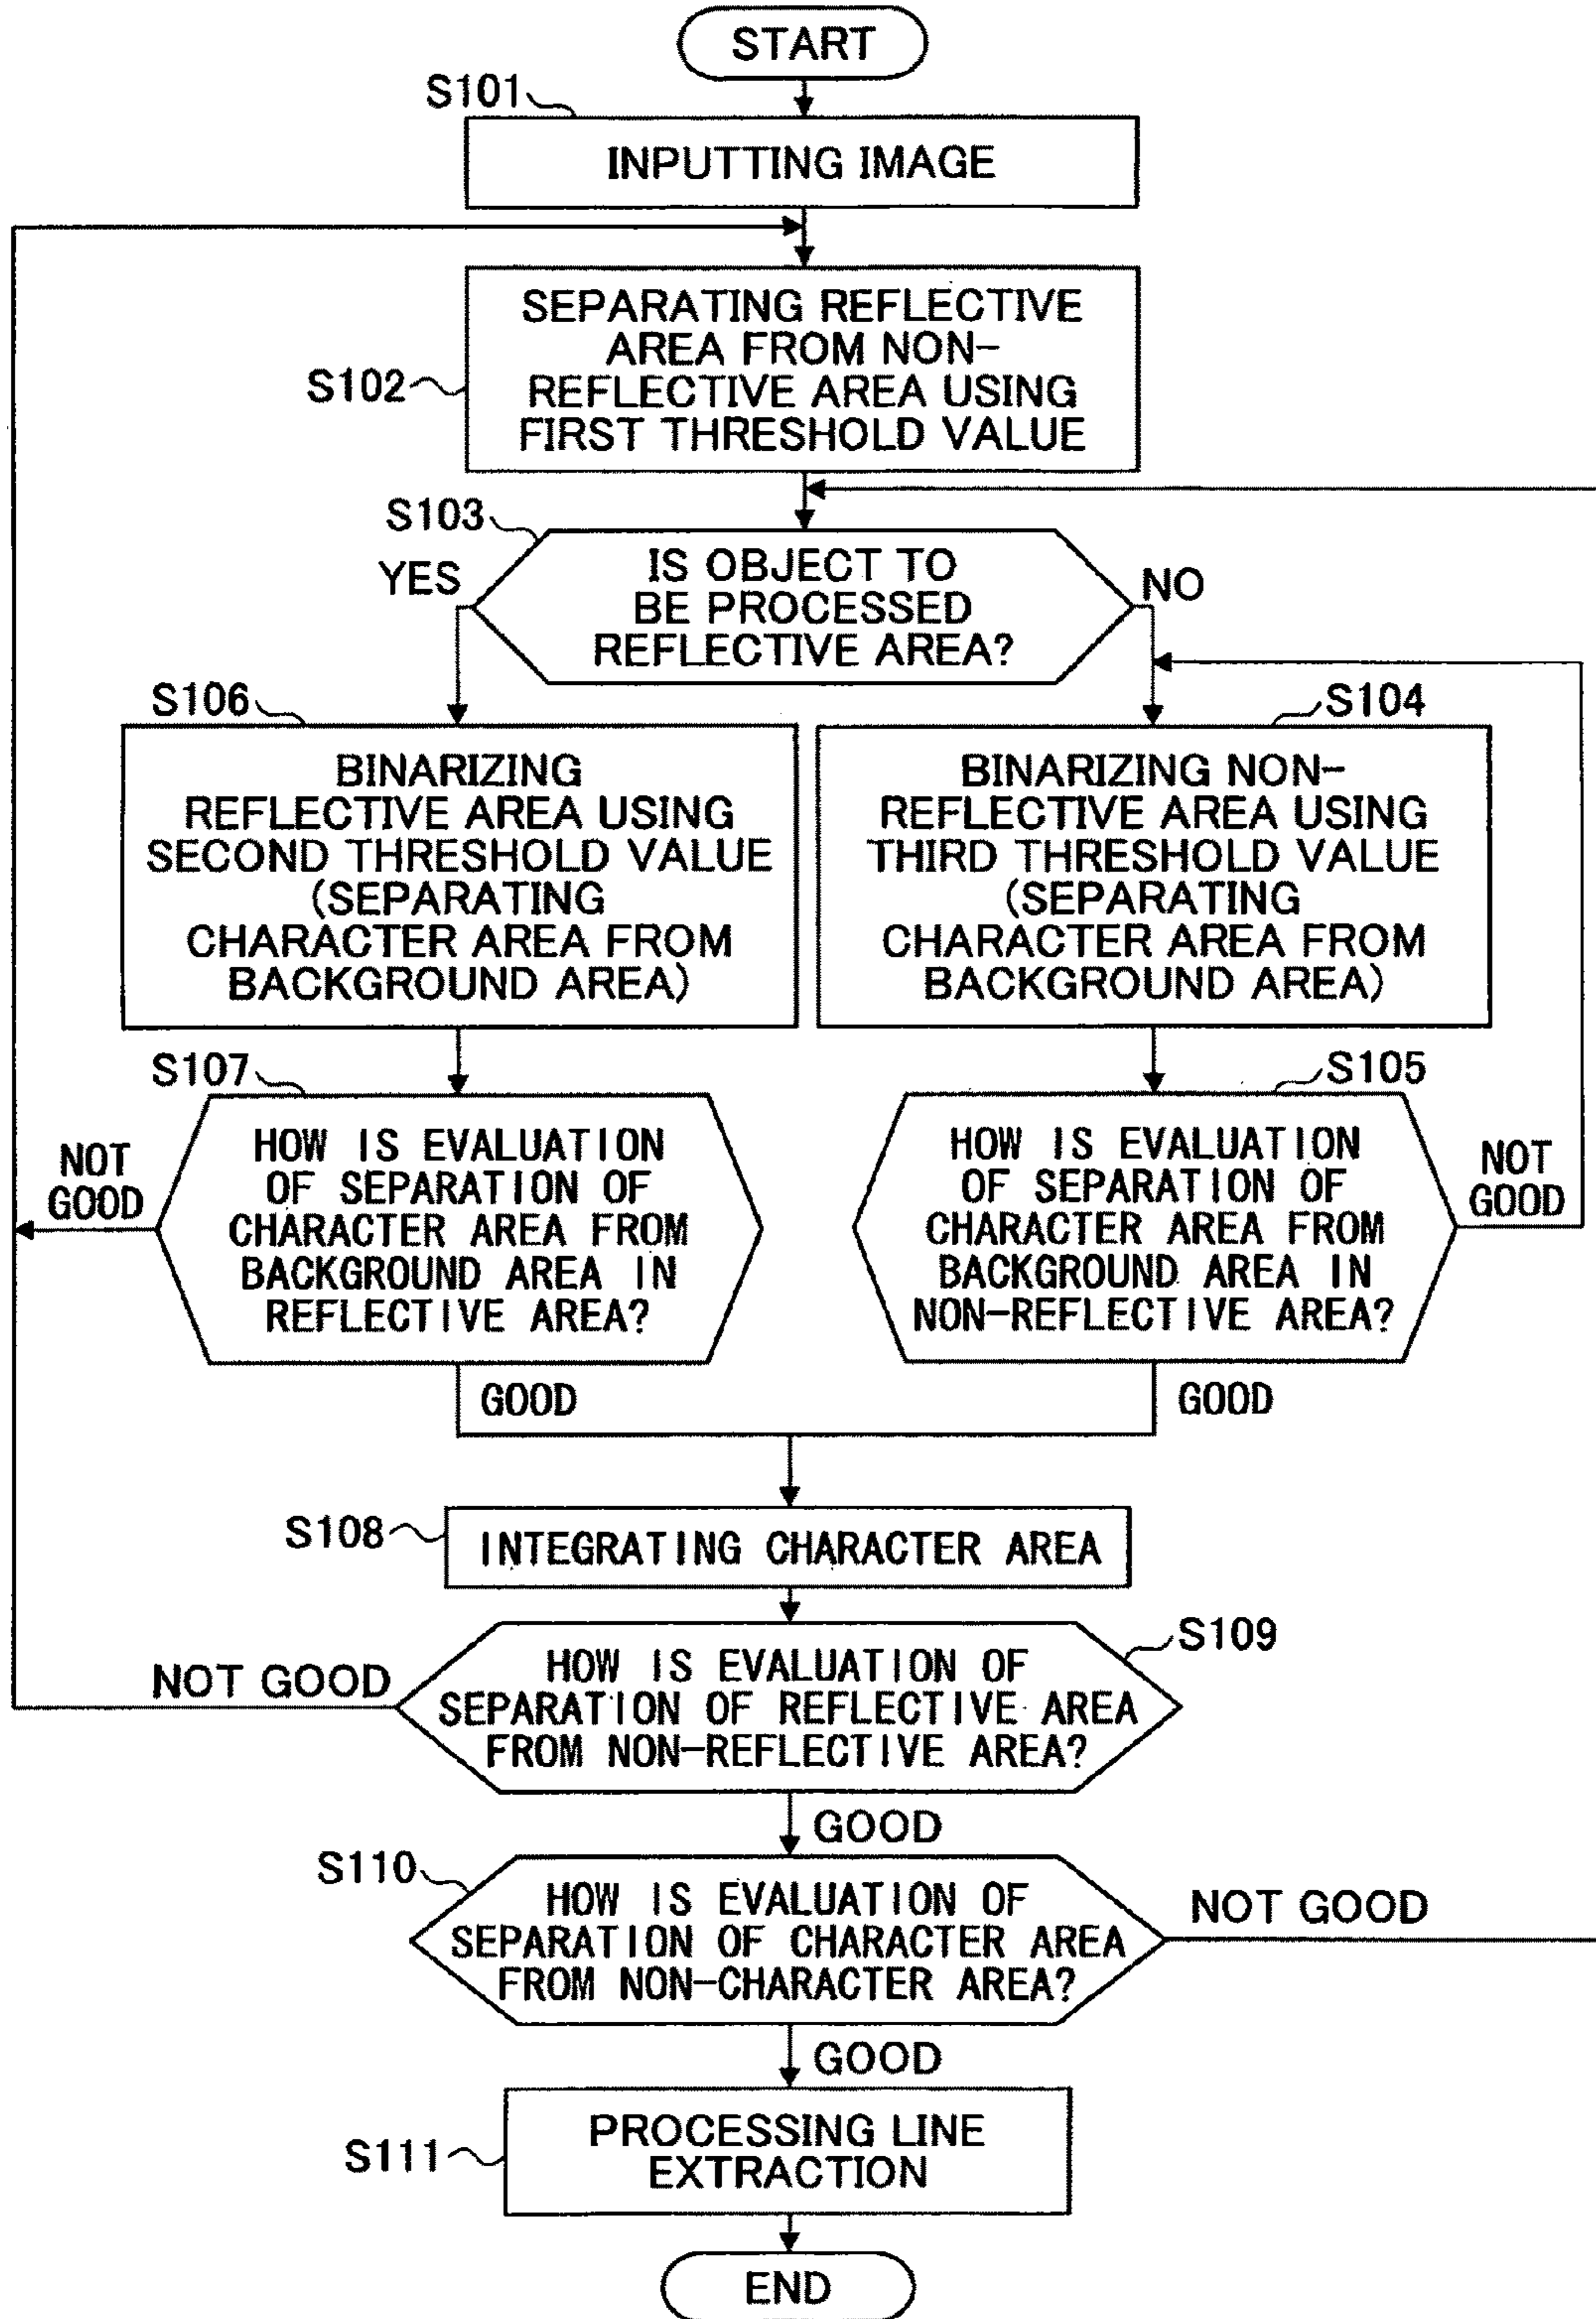 START
S101
INPUTTING IMAGE
S102
SEPARATING REFLECTIVE
AREA FROM NON-
REFLECTIVE AREA USING
FIRST THRESHOLD VALUE
S103
IS OBJECT TO
BE PROCESSED
REFLECTIVE AREA?
YES
NO
S106
BINARIZING
REFLECTIVE AREA USING
SECOND THRESHOLD VALUE
(SEPARATING
CHARACTER AREA FROM
BACKGROUND AREA)
S104
BINARIZING NON-
REFLECTIVE AREA USING
THIRD THRESHOLD VALUE
(SEPARATING
CHARACTER AREA FROM
BACKGROUND AREA)
S107
HOW IS EVALUATION
OF SEPARATION OF
CHARACTER AREA FROM
BACKGROUND AREA IN
REFLECTIVE AREA?
NOT
GOOD
GOOD
S105
HOW IS EVALUATION
OF SEPARATION OF
CHARACTER AREA FROM
BACKGROUND AREA IN
NON-REFLECTIVE AREA?
NOT
GOOD
GOOD
S108
INTEGRATING CHARACTER AREA
S109
HOW IS EVALUATION OF
SEPARATION OF REFLECTIVE AREA
FROM NON-REFLECTIVE AREA?
NOT GOOD
GOOD
S110
HOW IS EVALUATION OF
SEPARATION OF CHARACTER AREA
FROM NON-CHARACTER AREA?
NOT GOOD
GOOD
S111
PROCESSING LINE
EXTRACTION
END